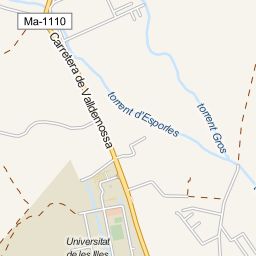 Ma-1110
Carretera de Valldemossa
torrent d'Esporles
torrent Gros
Universitat
de les Illes